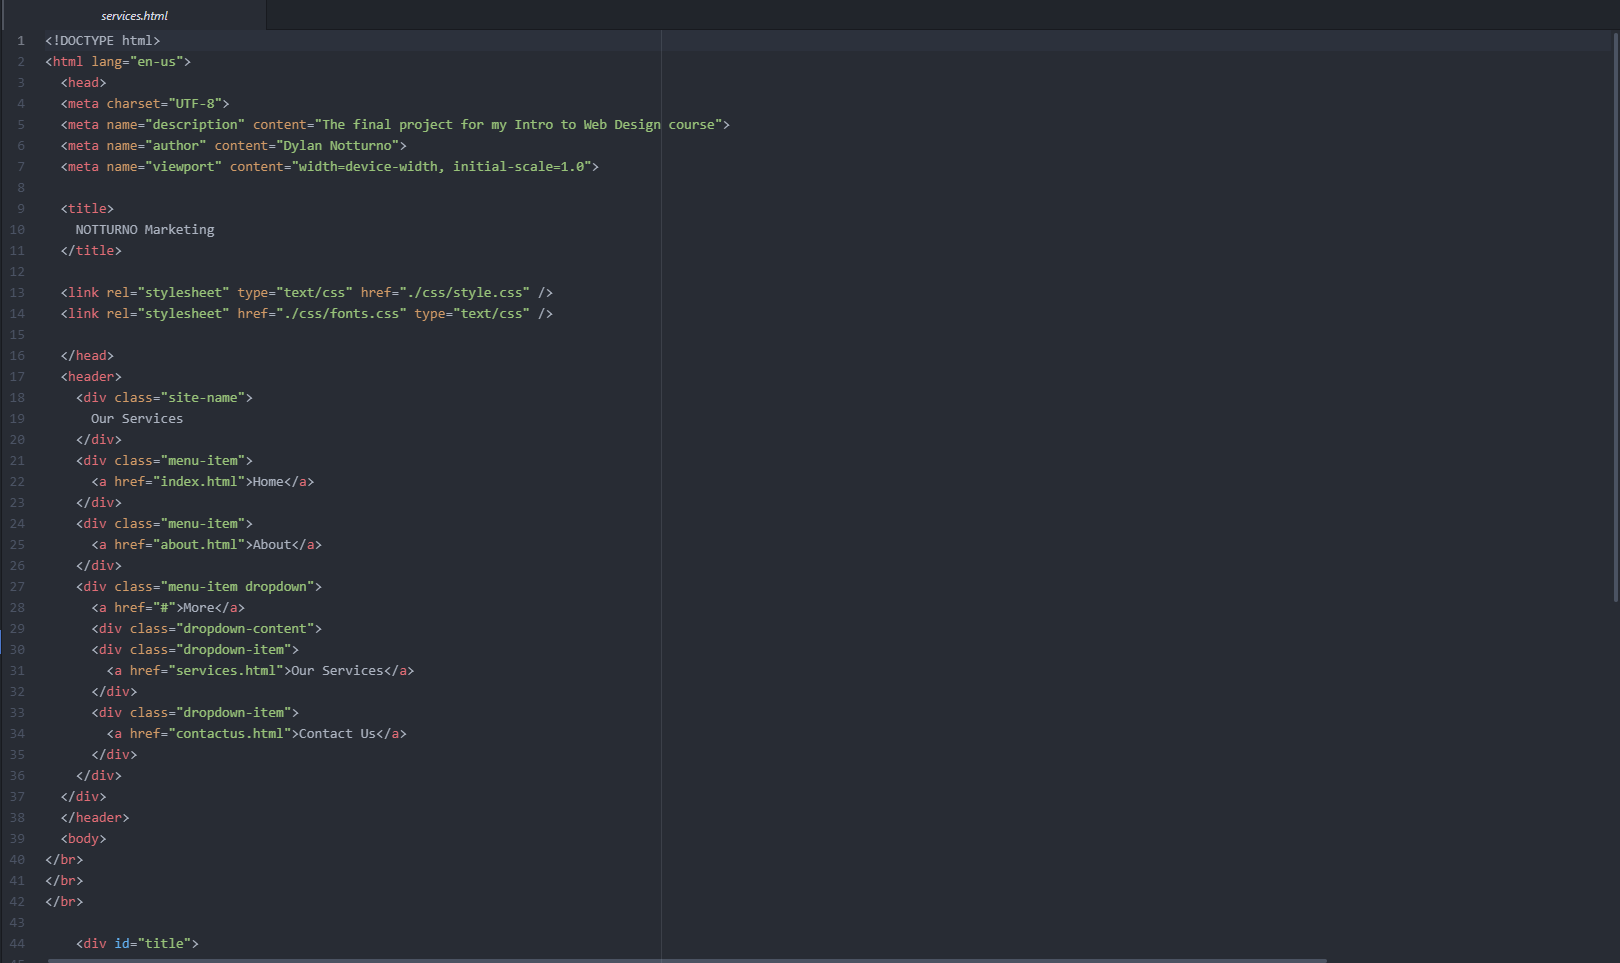 services.html
1 <!DOCTYPE html>
2 <html lang="en-us">
3 <head>
4 <meta charset="UTF-8">
5 <meta name="description" content="The final project for my Intro to Web Design course">
6 <meta name="author" content="Dylan Notturno">
7 <meta name="viewport" content="width=device-width, initial-scale=1.0">
8
9 <title>
10 NOTTURNO Marketing
11 </title>
12
13 <link rel="stylesheet" type="text/css" href="./css/style.css" />
14 <link rel="stylesheet" href="./css/fonts.css" type="text/css" />
15
16 </head>
17 <header>
18 <div class="site-name">
19 Our Services
20 </div>
21 <div class="menu-item">
22 <a href="index.html">Home</a>
23 </div>
24 <div class="menu-item">
25 <a href="about.html">About</a>
26 </div>
27 <div class="menu-item dropdown">
28 <a href="#">More</a>
29 <div class="dropdown-content">
30 <div class="dropdown-item">
31 <a href="services.html">Our Services</a>
32 </div>
33 <div class="dropdown-item">
34 <a href="contactus.html">Contact Us</a>
35 </div>
36 </div>
37 </div>
38 </header>
39 <body>
40 </br>
41 </br>
42 </br>
43
44 <div id="title">